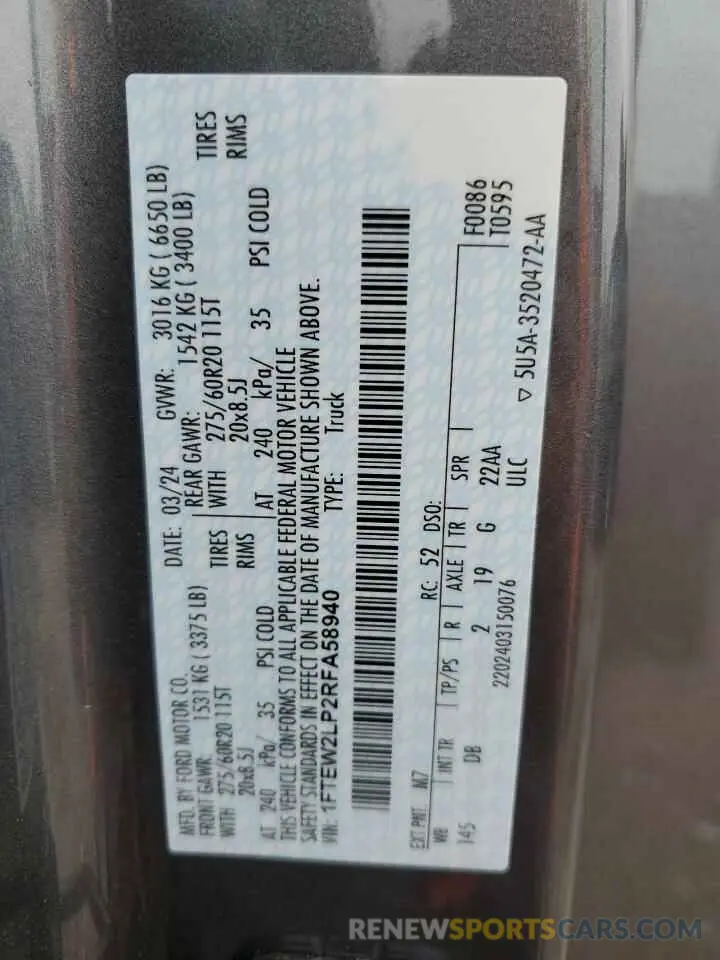 MFD. BY FORD MOTOR CO.
DATE: 03/24 GVWR: 3016 KG ( 6650 LB)
FRONT GAWR: 1531 KG ( 3375 LB) REAR GAWR: 1542 KG ( 3400 LB)
WITH 275/60R20 115T TIRES WITH 275/60R20 115T TIRES
20x8.5J RIMS 20x8.5J RIMS
AT 240 kPa/ 35 PSI COLD AT 240 kPa/ 35 PSI COLD
THIS VEHICLE CONFORMS TO ALL APPLICABLE FEDERAL MOTOR VEHICLE
SAFETY STANDARDS IN EFFECT ON THE DATE OF MANUFACTURE SHOWN ABOVE.
VIN: 1FTEW2LP2RFA58940 TYPE: Truck
EXT PNT: M7 RC: 52 DSO: F0086
WB INT TR TP/PS R AXLE TR SPR T0595
145 DB 2 19 G 22AA
2202403150076 ULC ▽ 5U5A-3520472-AA
RENEWSPORTSCARS.COM